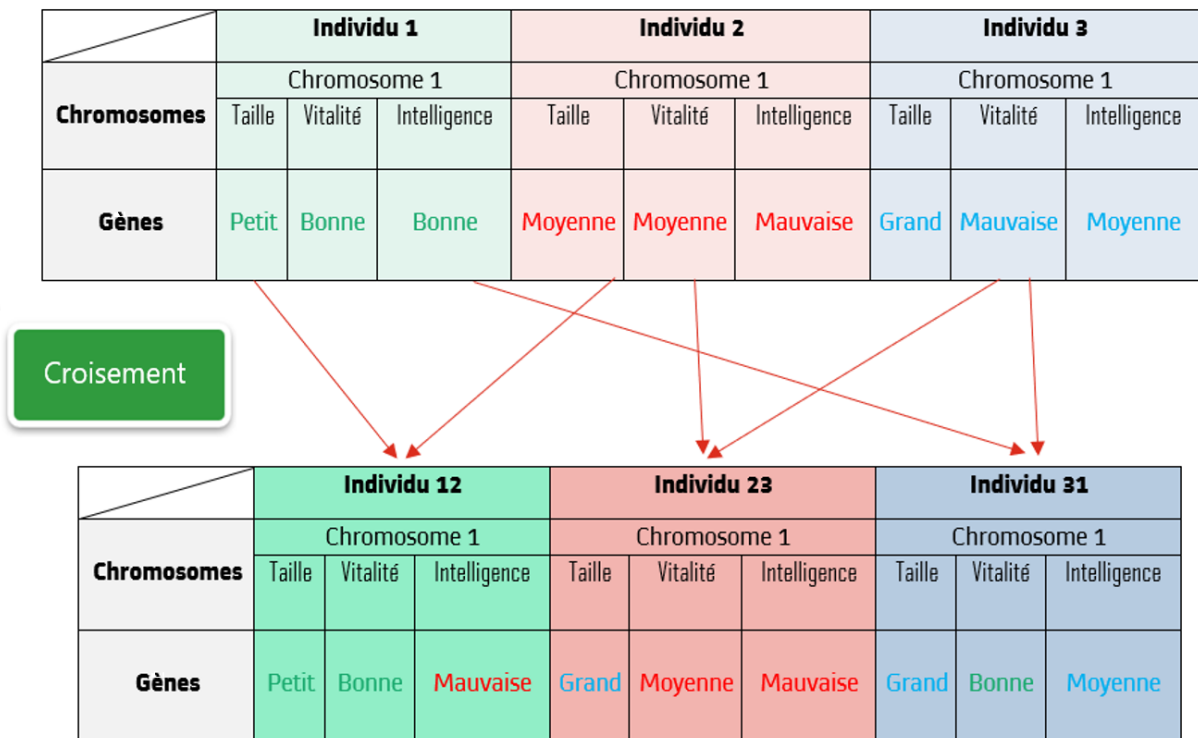 Individu 1 Individu 2 Individu 3
Chromosome 1 Chromosome 1 Chromosome 1
Chromosomes Taille Vitalité Intelligence Taille Vitalité Intelligence Taille Vitalité Intelligence
Gènes Petit Bonne Bonne Moyenne Moyenne Mauvaise Grand Mauvaise Moyenne
Croisement
Individu 12 Individu 23 Individu 31
Chromosome 1 Chromosome 1 Chromosome 1
Chromosomes Taille Vitalité Intelligence Taille Vitalité Intelligence Taille Vitalité Intelligence
Gènes Petit Bonne Mauvaise Grand Moyenne Mauvaise Grand Bonne Moyenne